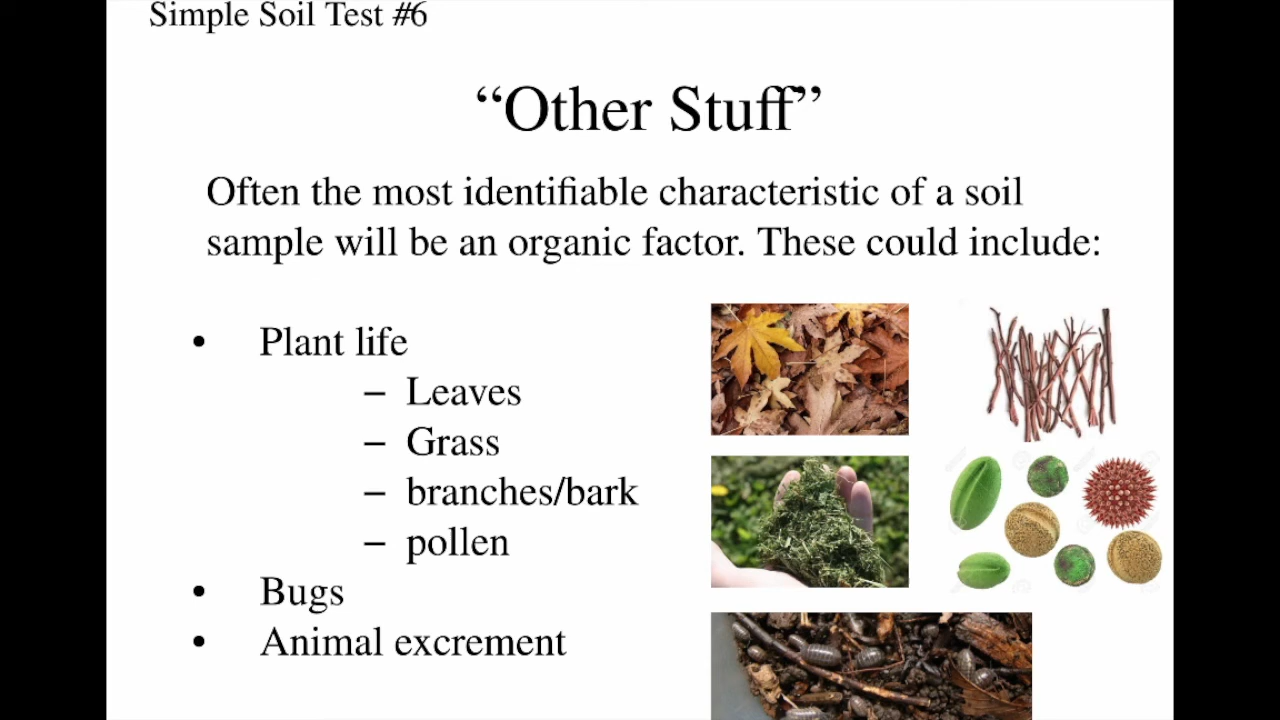 Simple Soil Test #6
“Other Stuff”
Often the most identifiable characteristic of a soil
sample will be an organic factor. These could include:
• Plant life
– Leaves
– Grass
– branches/bark
– pollen
• Bugs
• Animal excrement